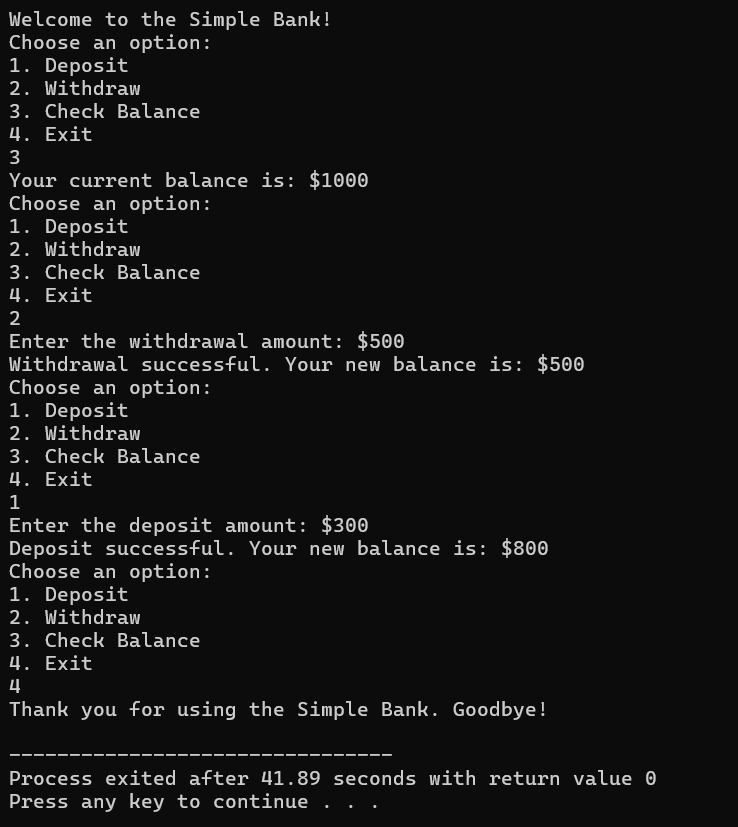 Welcome to the Simple Bank!
Choose an option:
1. Deposit
2. Withdraw
3. Check Balance
4. Exit
3
Your current balance is: $1000
Choose an option:
1. Deposit
2. Withdraw
3. Check Balance
4. Exit
2
Enter the withdrawal amount: $500
Withdrawal successful. Your new balance is: $500
Choose an option:
1. Deposit
2. Withdraw
3. Check Balance
4. Exit
1
Enter the deposit amount: $300
Deposit successful. Your new balance is: $800
Choose an option:
1. Deposit
2. Withdraw
3. Check Balance
4. Exit
4
Thank you for using the Simple Bank. Goodbye!
--------------------------------
Process exited after 41.89 seconds with return value 0
Press any key to continue . . .